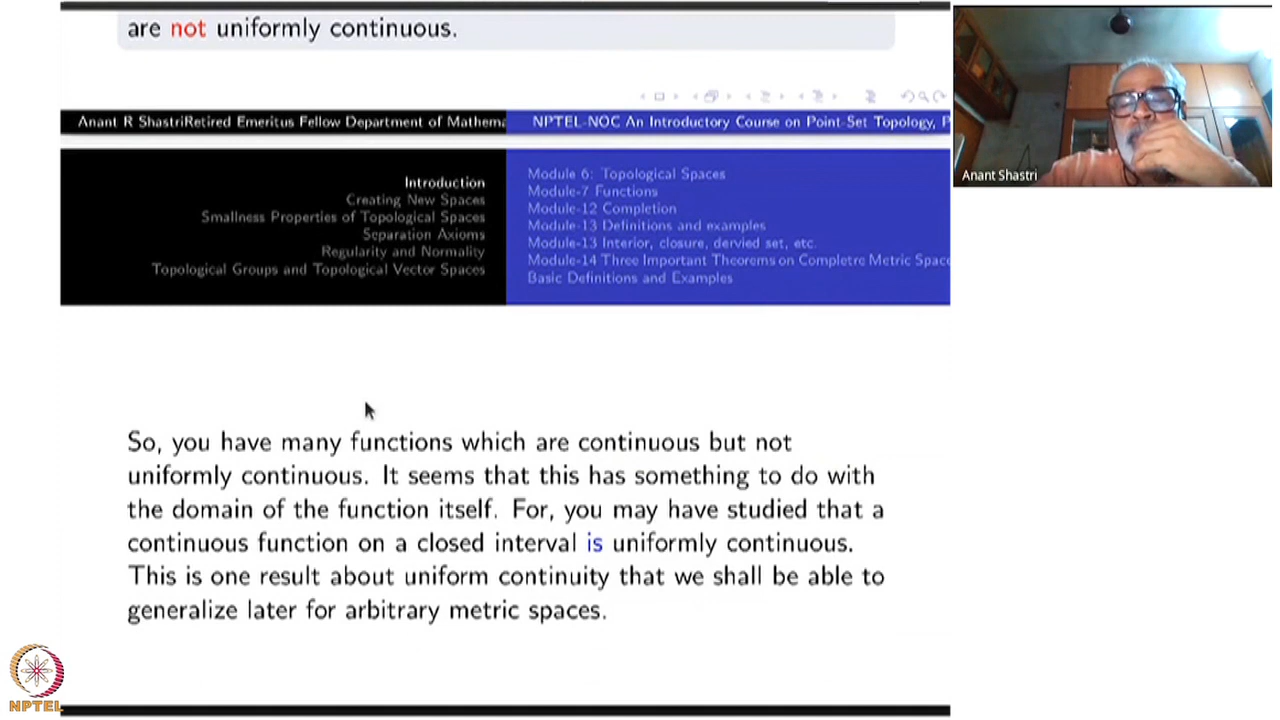 are not uniformly continuous.
Anant R ShastriRetired Emeritus Fellow Department of Mathema
NPTEL-NOC An Introductory Course on Point-Set Topology, P
Anant Shastri
Introduction
Creating New Spaces
Smallness Properties of Topological Spaces
Separation Axioms
Regularity and Normality
Topological Groups and Topological Vector Spaces
Module 6: Topological Spaces
Module-7 Functions
Module-12 Completion
Module-13 Definitions and examples
Module-13 Interior, closure, dervied set, etc.
Module-14 Three Important Theorems on Completre Metric Space
Basic Definitions and Examples
So, you have many functions which are continuous but not
uniformly continuous. It seems that this has something to do with
the domain of the function itself. For, you may have studied that a
continuous function on a closed interval is uniformly continuous.
This is one result about uniform continuity that we shall be able to
generalize later for arbitrary metric spaces.
NPTEL